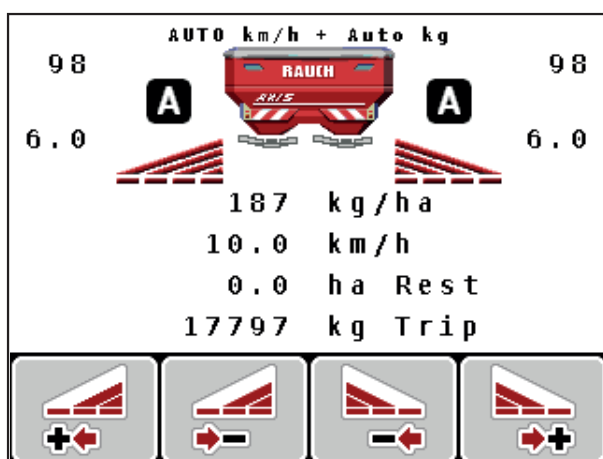 AUTO km/h + Auto kg
98 98
RAUCH
A A
AXIS
6.0 6.0
187 kg/ha
10.0 km/h
0.0 ha Rest
17797 kg Trip